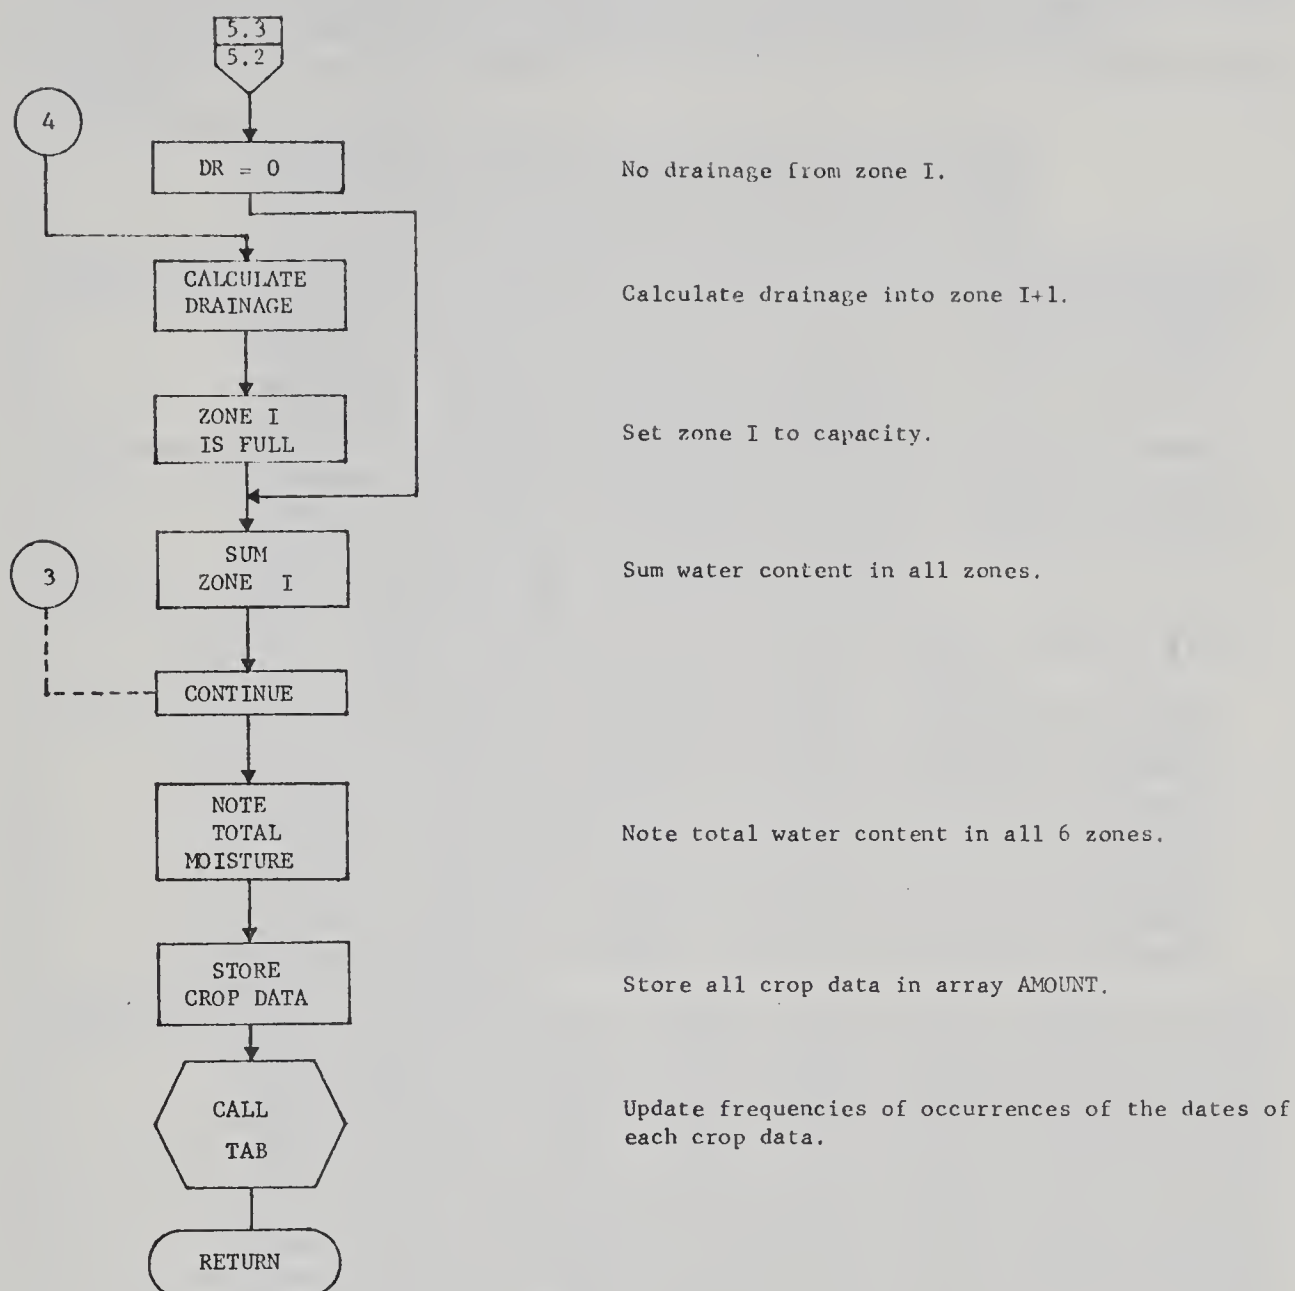 5.3
5.2
4
DR = 0
No drainage from zone I.
CALCULATE
DRAINAGE
Calculate drainage into zone I+1.
ZONE I
IS FULL
Set zone I to capacity.
SUM
ZONE I
Sum water content in all zones.
3
CONTINUE
NOTE
TOTAL
MOISTURE
Note total water content in all 6 zones.
STORE
CROP DATA
Store all crop data in array AMOUNT.
CALL
TAB
Update frequencies of occurrences of the dates of
each crop data.
RETURN